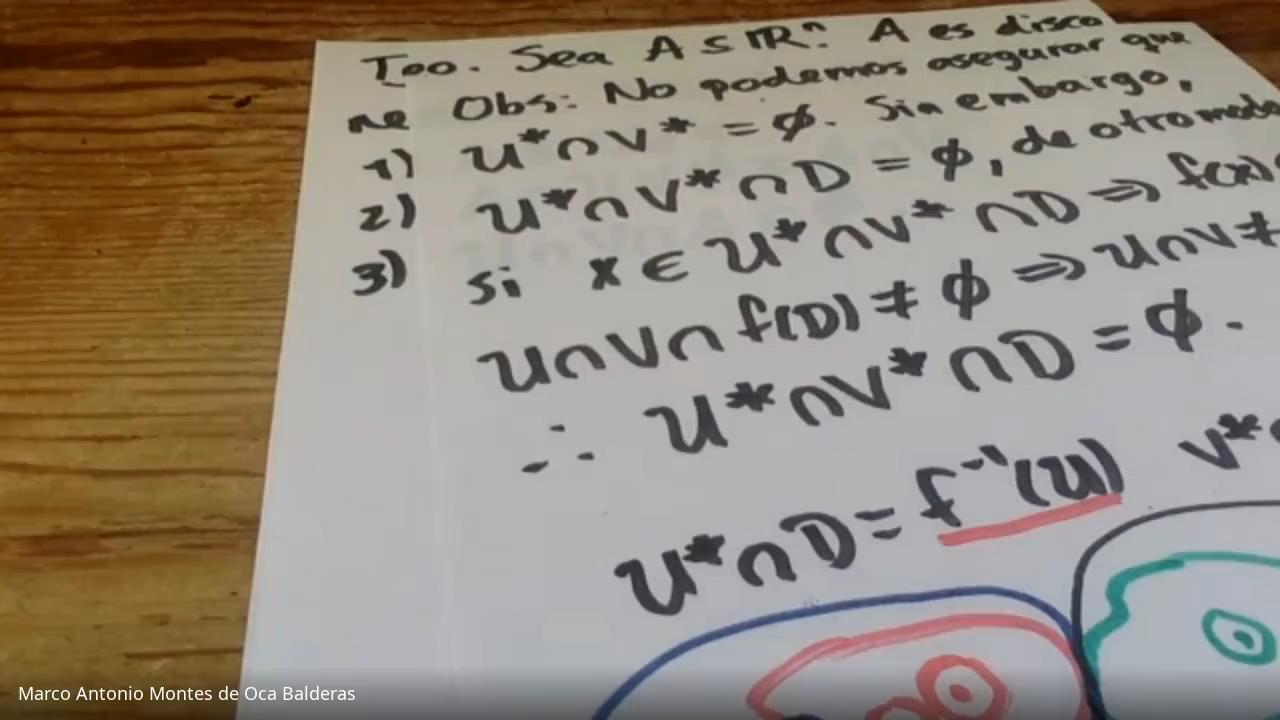 Teo. Sea A ⊆ ℝⁿ. A es disco
ne Obs: No podemos asegurar que
1) U*∩V* = ∅. Sin embargo,
2) U*∩V*∩D = ∅, de otro modo
3) si x ∈ U*∩V*∩D ⇒ f(x)
U∩V∩f(D) ≠ ∅ ⇒ U∩V≠
∴ U*∩V*∩D = ∅.
U*∩D = f⁻¹(U) V*
Marco Antonio Montes de Oca Balderas